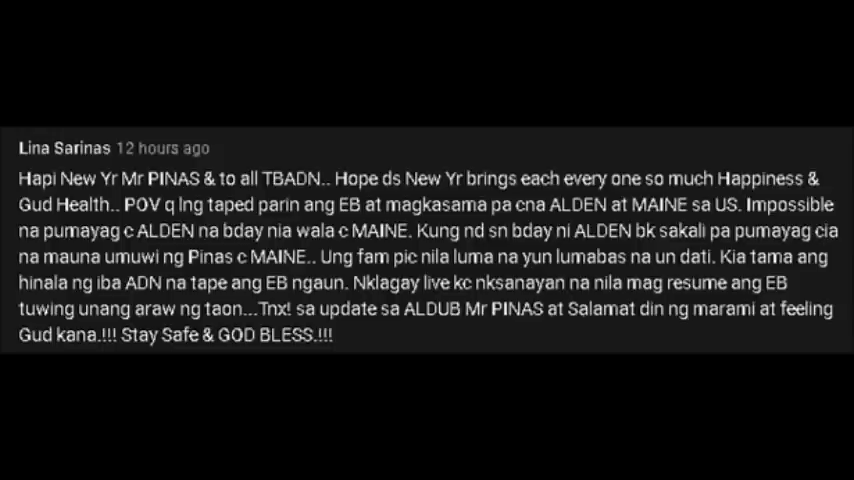 Lina Sarinas 12 hours ago
Hapi New Yr Mr PINAS & to all TBADN.. Hope ds New Yr brings each every one so much Happiness &
Gud Health.. POV q lng taped parin ang EB at magkasama pa cna ALDEN at MAINE sa US. Impossible
na pumayag c ALDEN na bday nia wala c MAINE. Kung nd sn bday ni ALDEN bk sakali pa pumayag cia
na mauna umuwi ng Pinas c MAINE.. Ung fam pic nila luma na yun lumabas na un dati. Kia tama ang
hinala ng iba ADN na tape ang EB ngaun. Nklagay live kc nksanayan na nila mag resume ang EB
tuwing unang araw ng taon...Tnx! sa update sa ALDUB Mr PINAS at Salamat din ng marami at feeling
Gud kana.!!! Stay Safe & GOD BLESS.!!!